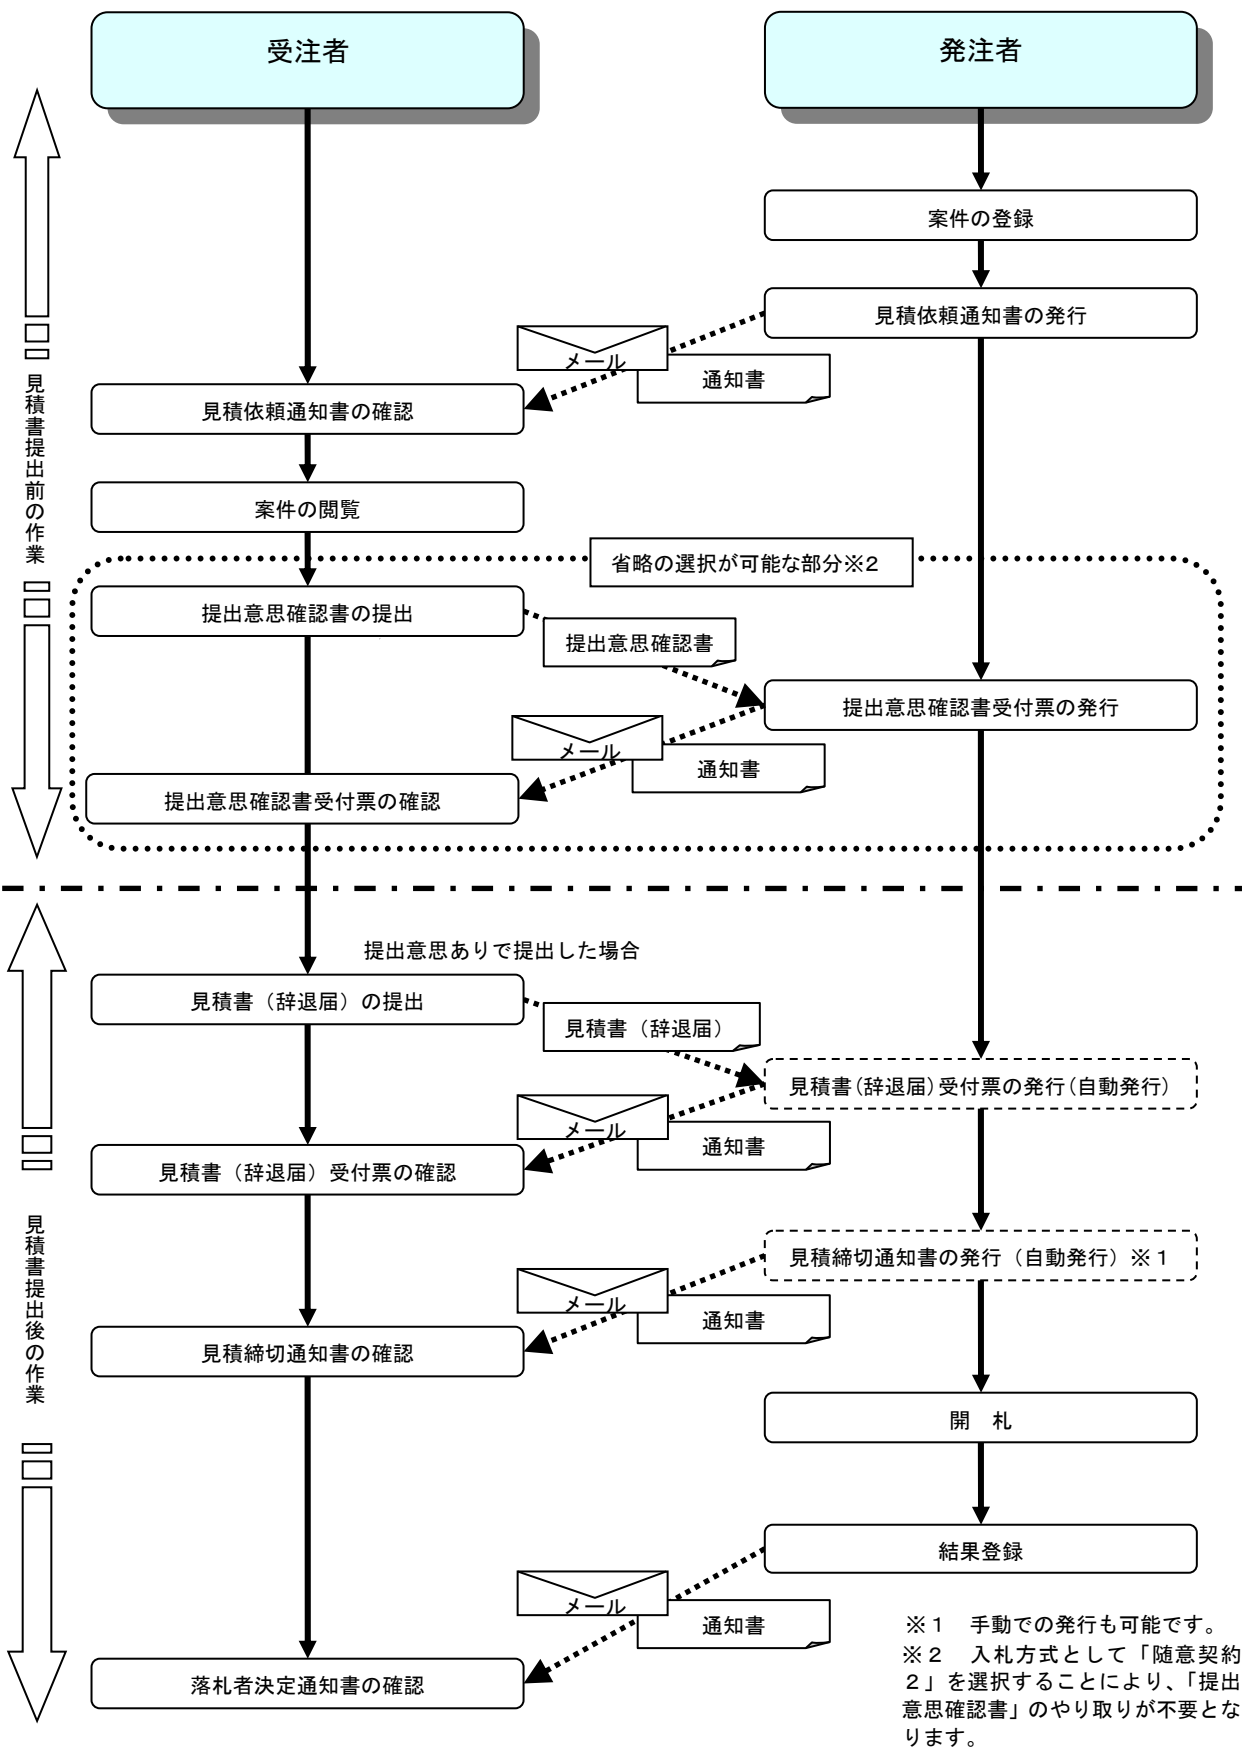 受注者
発注者
案件の登録
見積依頼通知書の発行
メール
通知書
見積依頼通知書の確認
見積書提出前の作業
案件の閲覧
省略の選択が可能な部分※2
提出意思確認書の提出
提出意思確認書
提出意思確認書受付票の発行
メール
通知書
提出意思確認書受付票の確認
提出意思ありで提出した場合
見積書（辞退届）の提出
見積書（辞退届）
見積書(辞退届)受付票の発行(自動発行)
メール
通知書
見積書（辞退届）受付票の確認
見積書提出後の作業
見積締切通知書の発行（自動発行）※１
メール
通知書
見積締切通知書の確認
開　札
結果登録
メール
通知書
落札者決定通知書の確認
※１　手動での発行も可能です。
※２　入札方式として「随意契約
２」を選択することにより、「提出
意思確認書」のやり取りが不要とな
ります。